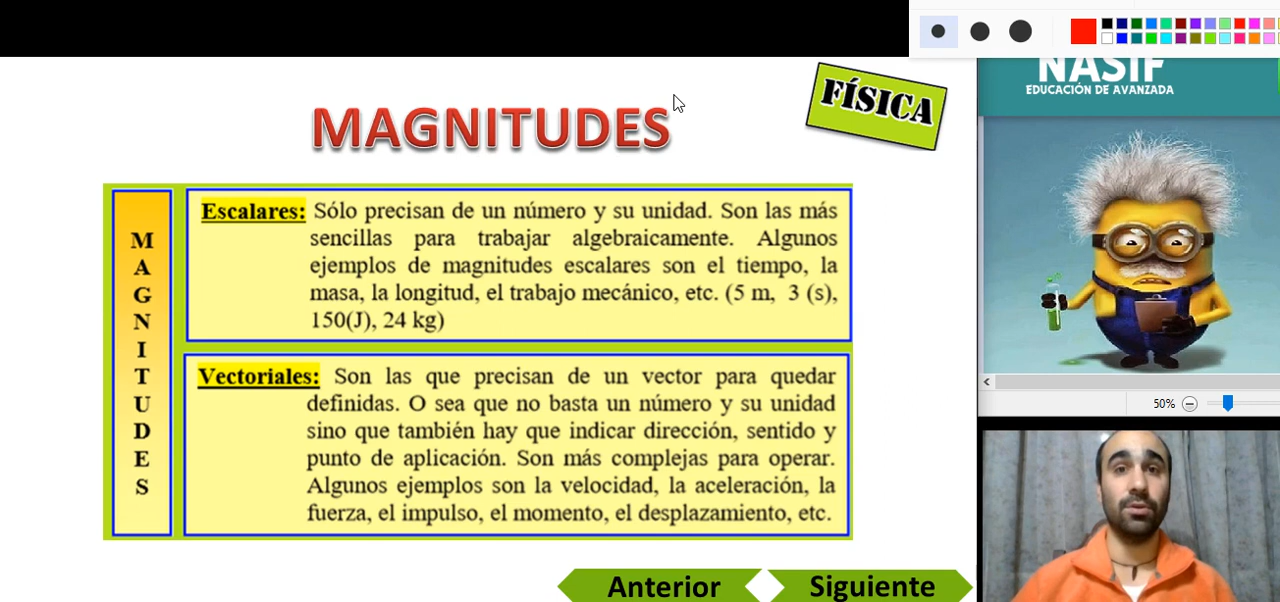 NASIF
EDUCACIÓN DE AVANZADA
FÍSICA
MAGNITUDES
M
A
G
N
I
T
U
D
E
S
Escalares: Sólo precisan de un número y su unidad. Son las más
sencillas para trabajar algebraicamente. Algunos
ejemplos de magnitudes escalares son el tiempo, la
masa, la longitud, el trabajo mecánico, etc. (5 m, 3 (s),
150(J), 24 kg)
Vectoriales: Son las que precisan de un vector para quedar
definidas. O sea que no basta un número y su unidad
sino que también hay que indicar dirección, sentido y
punto de aplicación. Son más complejas para operar.
Algunos ejemplos son la velocidad, la aceleración, la
fuerza, el impulso, el momento, el desplazamiento, etc.
50%
Anterior
Siguiente